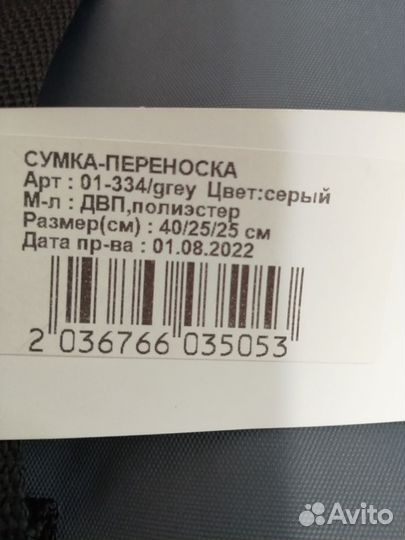 СУМКА-ПЕРЕНОСКА
Арт : 01-334/grey Цвет:серый
М-л : ДВП,полиэстер
Размер(см) : 40/25/25 см
Дата пр-ва : 01.08.2022
2 036766 035053
Avito